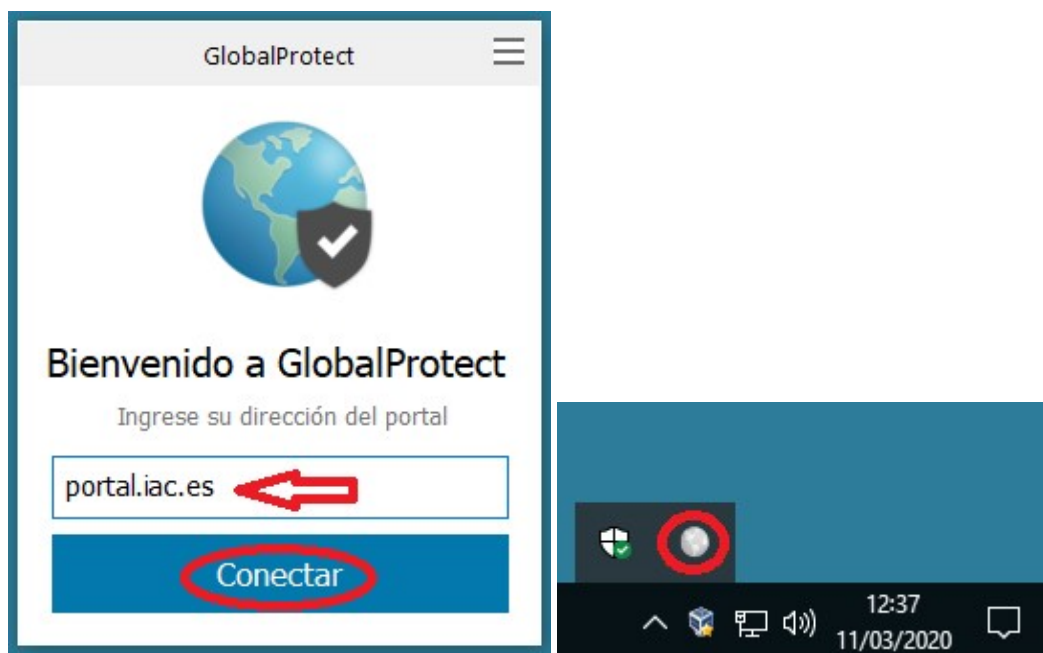 GlobalProtect
Bienvenido a GlobalProtect
Ingrese su dirección del portal
portal.iac.es
Conectar
12:37
11/03/2020